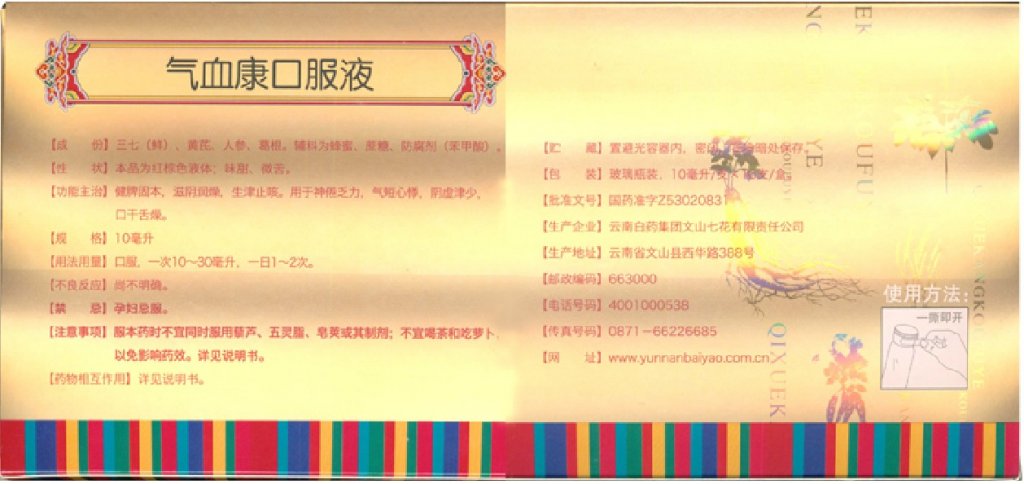 气血康口服液
【成 份】三七（鲜）、黄芪、人参、葛根。辅料为蜂蜜、蔗糖、防腐剂（苯甲酸）。
【性 状】本品为红棕色液体；味甜、微苦。
【功能主治】健脾固本，滋阴润燥，生津止咳。用于神倦乏力，气短心悸，阴虚津少，
口干舌燥。
【规 格】10毫升
【用法用量】口服，一次10～30毫升，一日1～2次。
【不良反应】尚不明确。
【禁 忌】孕妇忌服。
【注意事项】服本药时不宜同时服用藜芦、五灵脂、皂荚或其制剂；不宜喝茶和吃萝卜，
以免影响药效。详见说明书。
【药物相互作用】详见说明书。
【贮 藏】置避光容器内，密闭，置阴暗处保存。
【包 装】玻璃瓶装，10毫升/支× 支/盒
【批准文号】国药准字Z53020831
【生产企业】云南白药集团文山七花有限责任公司
【生产地址】云南省文山县西华路388号
【邮政编码】663000
【电话号码】4001000538
【传真号码】0871－66226685
【网 址】www.yunnanbaiyao.com.cn
使用方法：
一撕即开
QIXUEK
YE